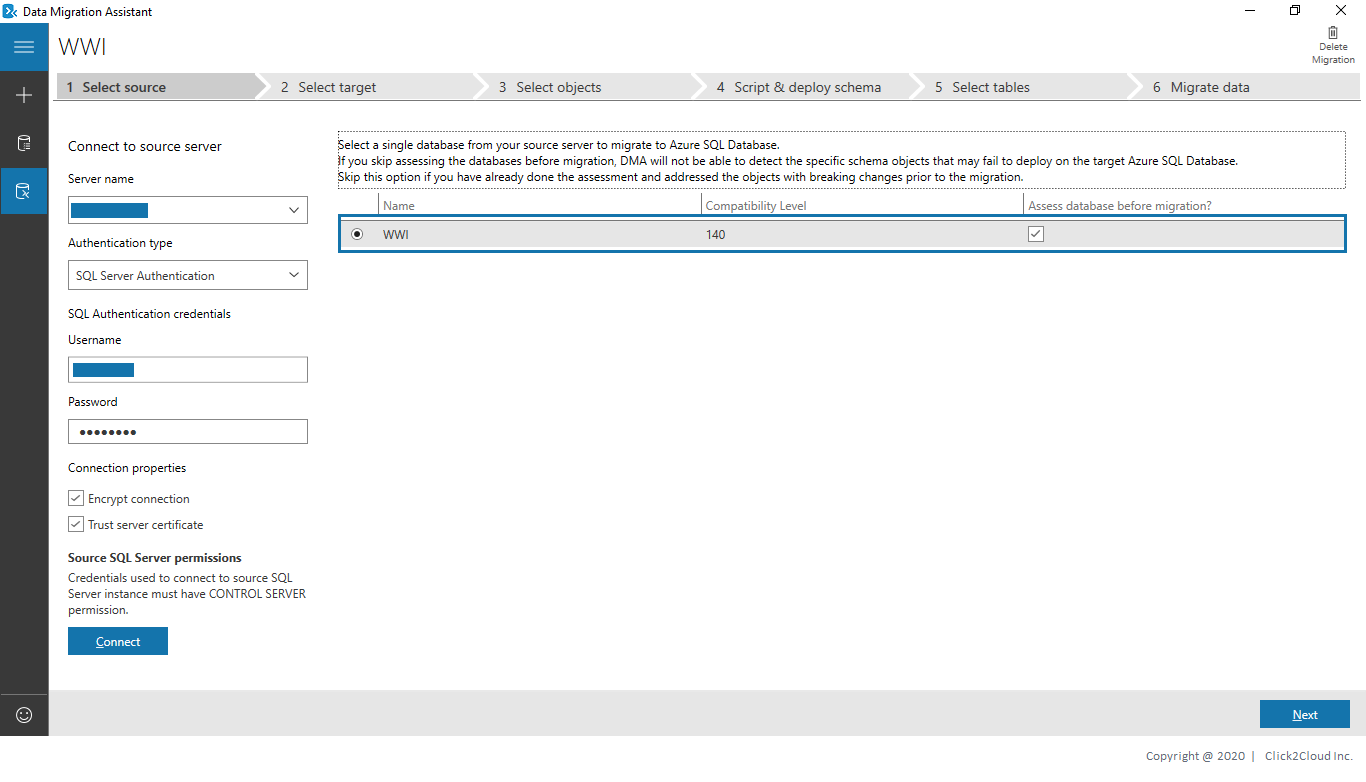 Data Migration Assistant
WWI
Delete
Migration
1 Select source
2 Select target
3 Select objects
4 Script & deploy schema
5 Select tables
6 Migrate data
Connect to source server
Server name
Authentication type
SQL Server Authentication
SQL Authentication credentials
Username
Password
Connection properties
Encrypt connection
Trust server certificate
Source SQL Server permissions
Credentials used to connect to source SQL
Server instance must have CONTROL SERVER
permission.
Connect
Select a single database from your source server to migrate to Azure SQL Database.
If you skip assessing the databases before migration, DMA will not be able to detect the specific schema objects that may fail to deploy on the target Azure SQL Database.
Skip this option if you have already done the assessment and addressed the objects with breaking changes prior to the migration.
Name Compatibility Level Assess database before migration?
WWI 140
Next
Copyright @ 2020 | Click2Cloud Inc.